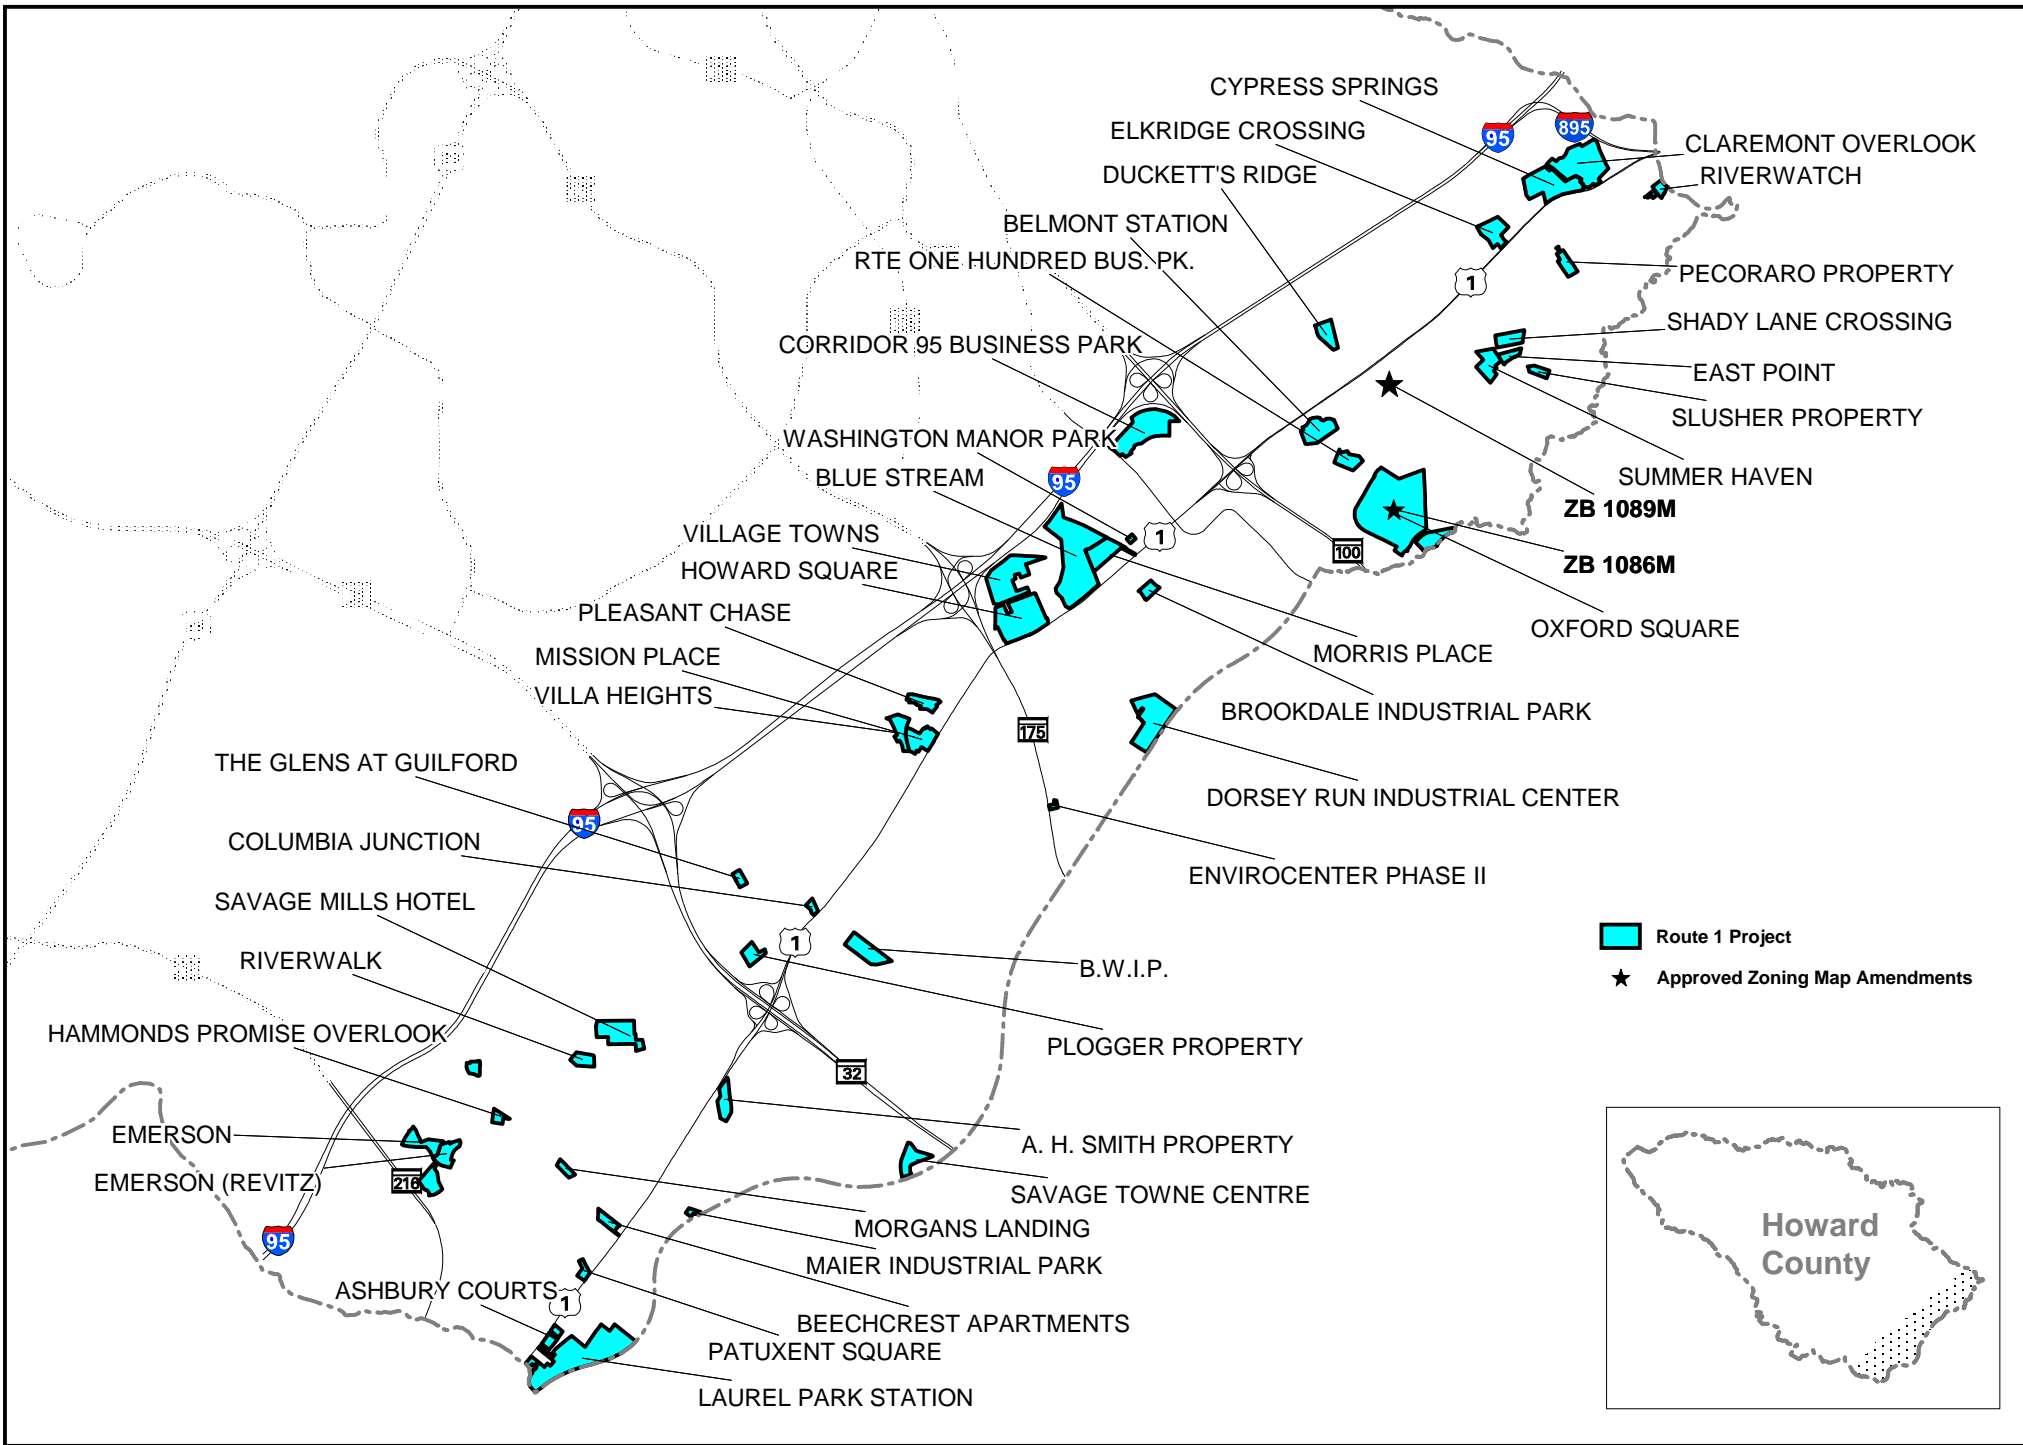 CYPRESS SPRINGS
ELKRIDGE CROSSING
95
895
CLAREMONT OVERLOOK
DUCKETT'S RIDGE
RIVERWATCH
BELMONT STATION
RTE ONE HUNDRED BUS. PK.
1
PECORARO PROPERTY
SHADY LANE CROSSING
CORRIDOR 95 BUSINESS PARK
EAST POINT
SLUSHER PROPERTY
WASHINGTON MANOR PARK
BLUE STREAM
95
SUMMER HAVEN
ZB 1089M
VILLAGE TOWNS
1
100
HOWARD SQUARE
ZB 1086M
PLEASANT CHASE
OXFORD SQUARE
MISSION PLACE
MORRIS PLACE
VILLA HEIGHTS
BROOKDALE INDUSTRIAL PARK
175
THE GLENS AT GUILFORD
DORSEY RUN INDUSTRIAL CENTER
95
COLUMBIA JUNCTION
ENVIROCENTER PHASE II
SAVAGE MILLS HOTEL
1
Route 1 Project
RIVERWALK
B.W.I.P.
Approved Zoning Map Amendments
HAMMONDS PROMISE OVERLOOK
PLOGGER PROPERTY
32
EMERSON
A. H. SMITH PROPERTY
EMERSON (REVITZ)
216
SAVAGE TOWNE CENTRE
MORGANS LANDING
95
MAIER INDUSTRIAL PARK
ASHBURY COURTS
1
BEECHCREST APARTMENTS
PATUXENT SQUARE
LAUREL PARK STATION
Howard
County